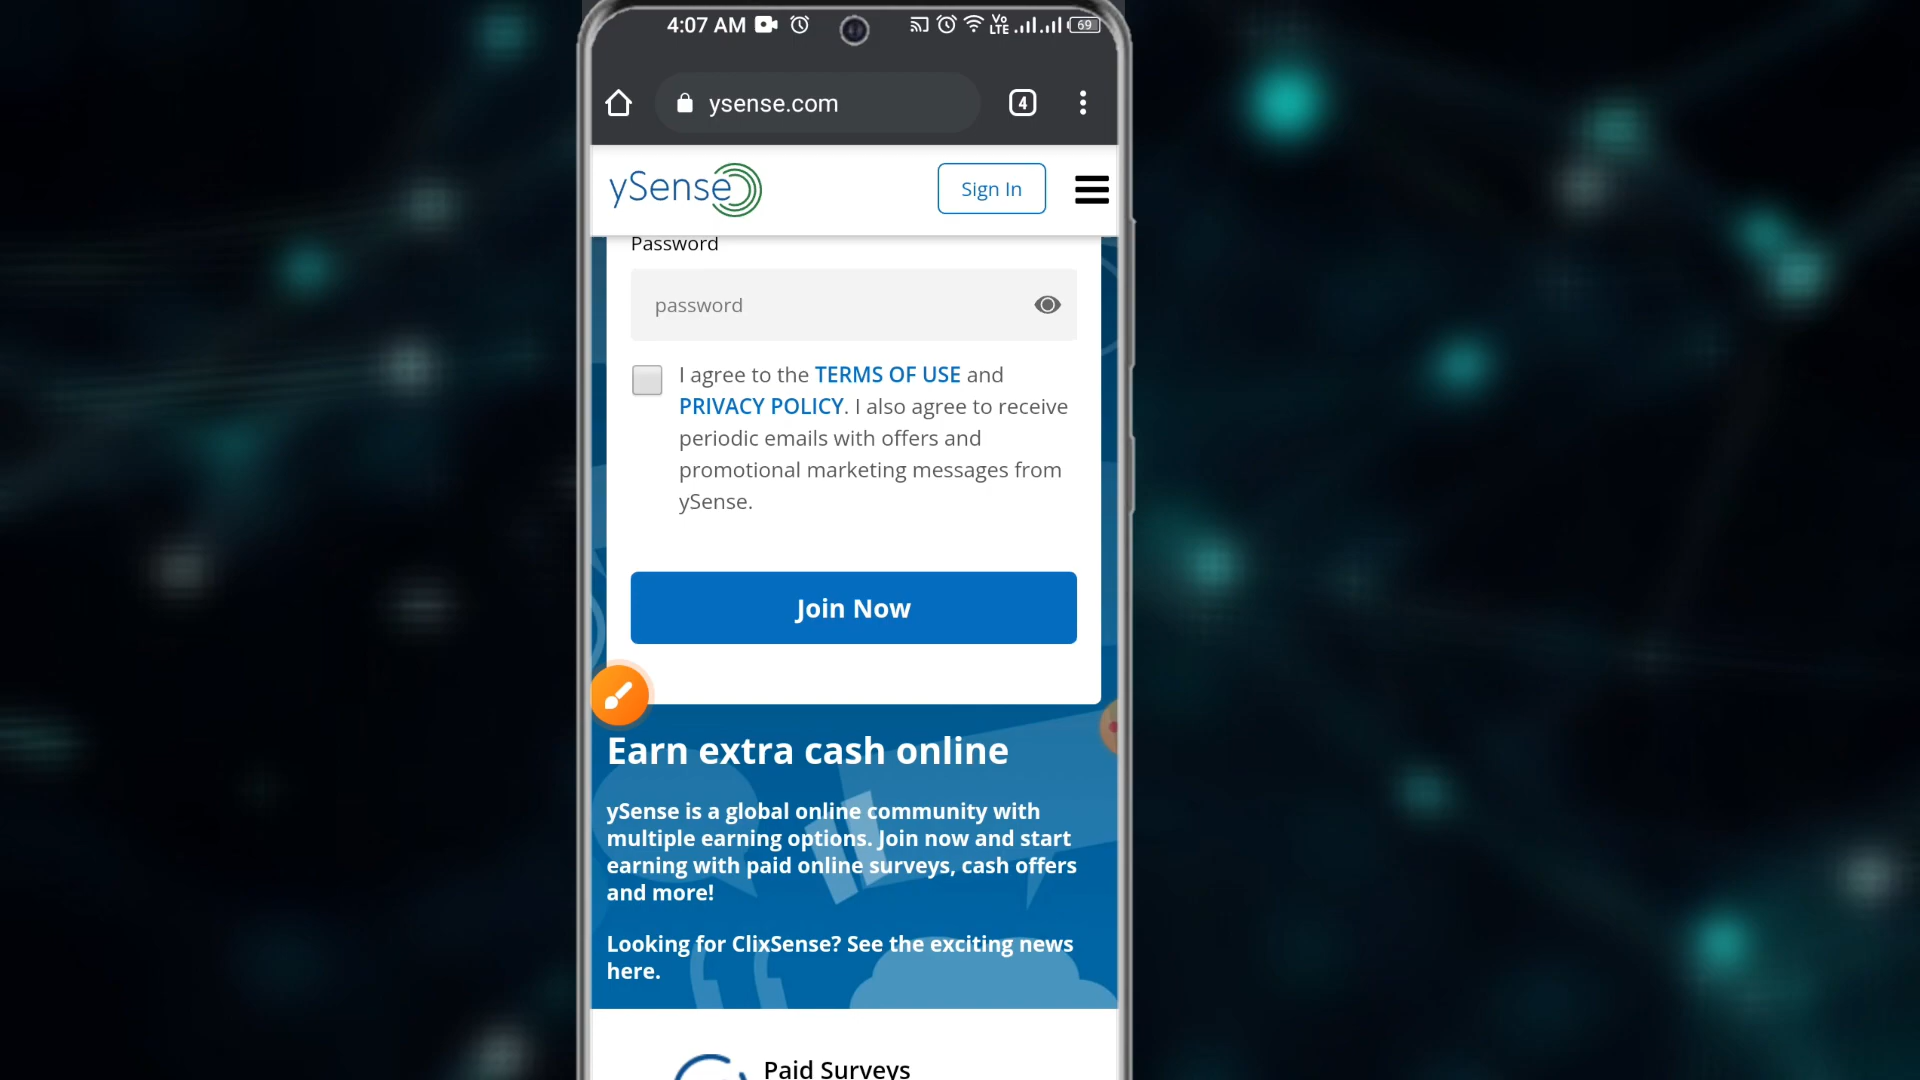 4:07 AM
Vo
LTE
69
ysense.com
4
ySense
Sign In
Password
password
I agree to the TERMS OF USE and
PRIVACY POLICY. I also agree to receive
periodic emails with offers and
promotional marketing messages from
ySense.
Join Now
Earn extra cash online
ySense is a global online community with
multiple earning options. Join now and start
earning with paid online surveys, cash offers
and more!
Looking for ClixSense? See the exciting news
here.
Paid Surveys